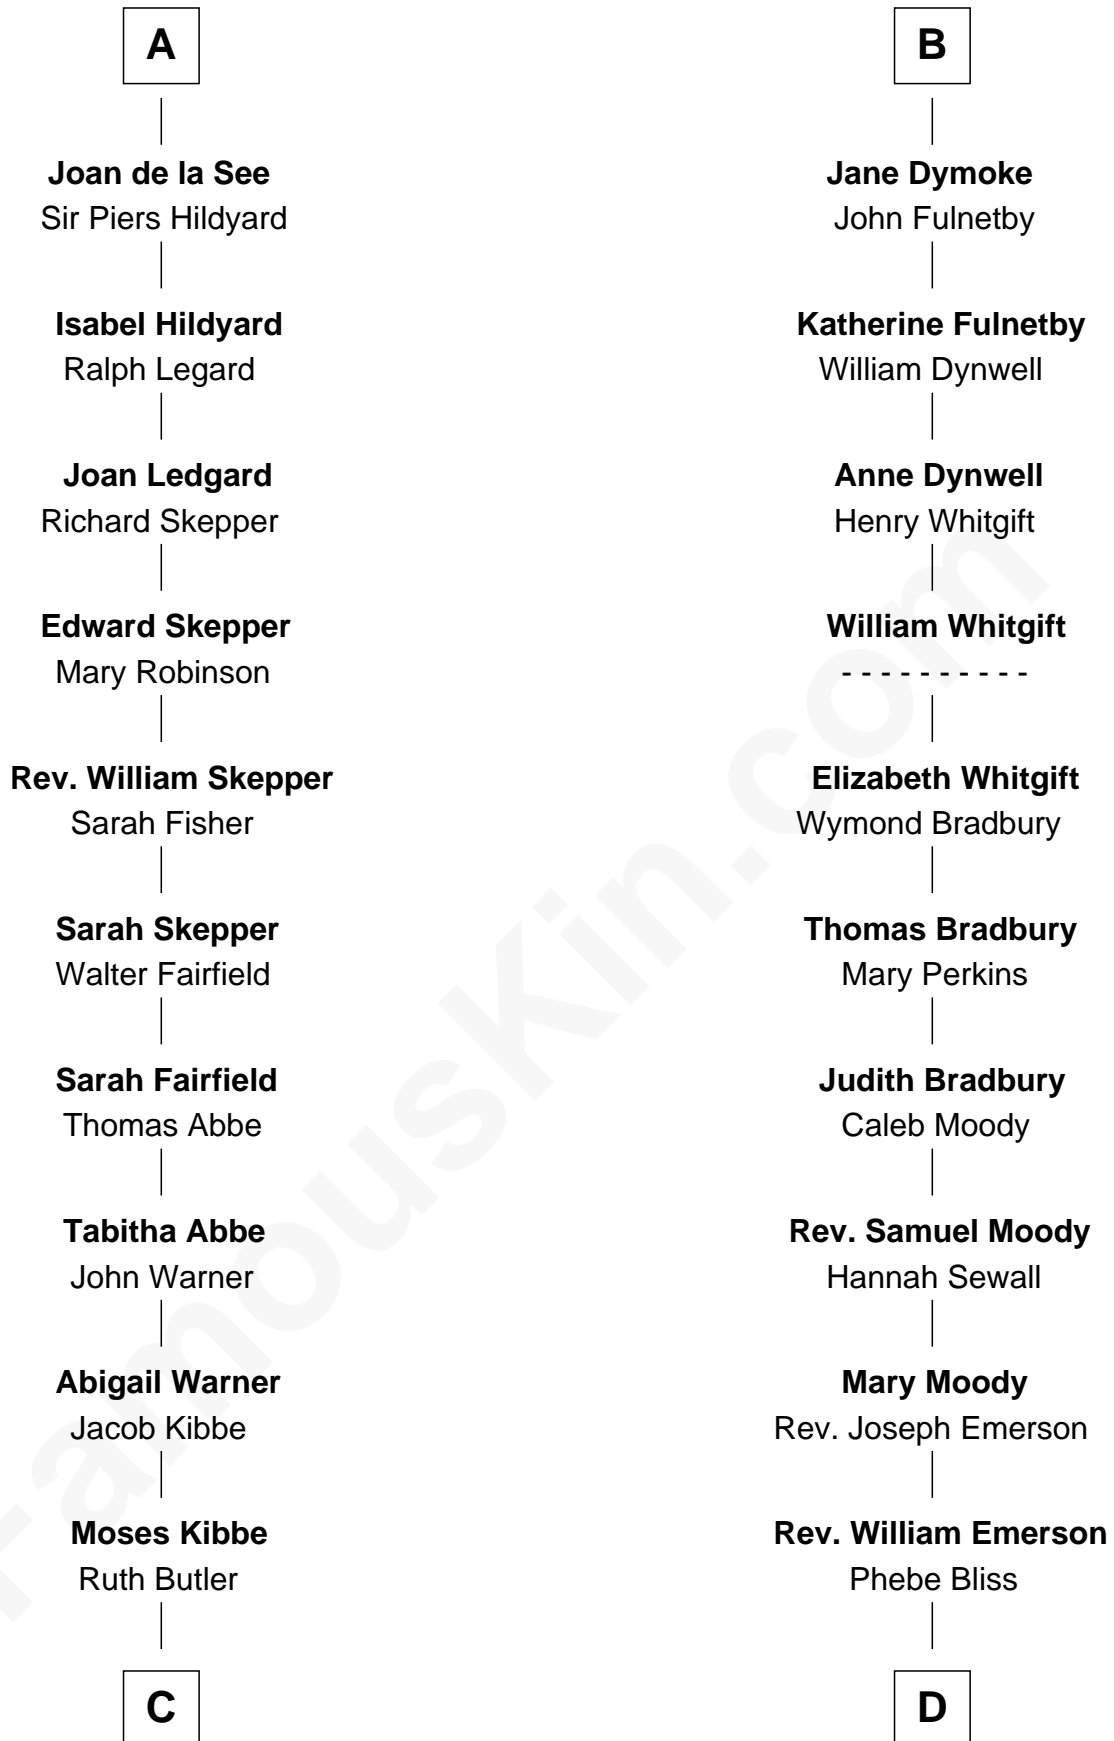 A
Joan de la See
Sir Piers Hildyard
Isabel Hildyard
Ralph Legard
Joan Ledgard
Richard Skepper
Edward Skepper
Mary Robinson
Rev. William Skepper
Sarah Fisher
Sarah Skepper
Walter Fairfield
Sarah Fairfield
Thomas Abbe
Tabitha Abbe
John Warner
Abigail Warner
Jacob Kibbe
Moses Kibbe
Ruth Butler
C
B
Jane Dymoke
John Fulnetby
Katherine Fulnetby
William Dynwell
Anne Dynwell
Henry Whitgift
William Whitgift
- - - - - - - - - -
Elizabeth Whitgift
Wymond Bradbury
Thomas Bradbury
Mary Perkins
Judith Bradbury
Caleb Moody
Rev. Samuel Moody
Hannah Sewall
Mary Moody
Rev. Joseph Emerson
Rev. William Emerson
Phebe Bliss
D
FamousKin.com